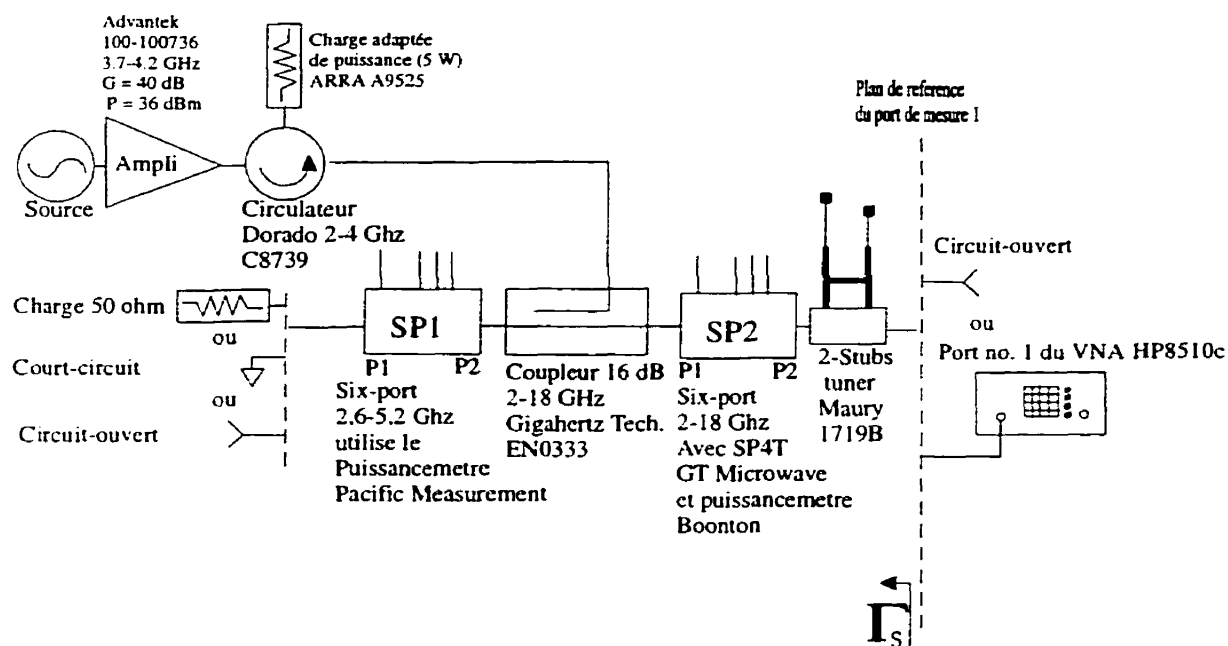 Advantek
100-100736
3.7-4.2 GHz
G = 40 dB
P = 36 dBm
Charge adaptée
de puissance (5 W)
ARRA A9525
Plan de reference
du port de mesure 1
Ampli
Source
Circulateur
Dorado 2-4 Ghz
C8739
Circuit-ouvert
ou
Port no. 1 du VNA HP8510c
Charge 50 ohm
ou
Court-circuit
ou
Circuit-ouvert
SP1
P1 P2
Six-port
2.6-5.2 Ghz
utilise le
Puissancemetre
Pacific Measurement
Coupleur 16 dB
2-18 GHz
Gigahertz Tech.
EN0333
SP2
P1 P2
Six-port
2-18 Ghz
Avec SP4T
GT Microwave
et puissancemetre
Boonton
2-Stubs
tuner
Maury
1719B
Γs